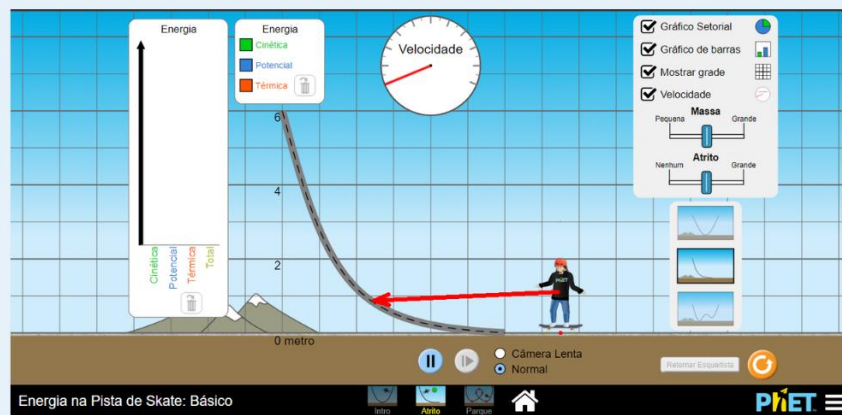 Energia
Energia
Cinética
Potencial
Térmica
Velocidade
Gráfico Setorial
Gráfico de barras
Mostrar grade
Velocidade
Massa
Pequena
Grande
Atrito
Nenhum
Grande
6
4
2
0 metro
Cinética
Potencial
Térmica
Total
PhET
Câmera Lenta
Normal
Retornar Esqueitista
Energia na Pista de Skate: Básico
Intro
Atrito
Parque
PhET